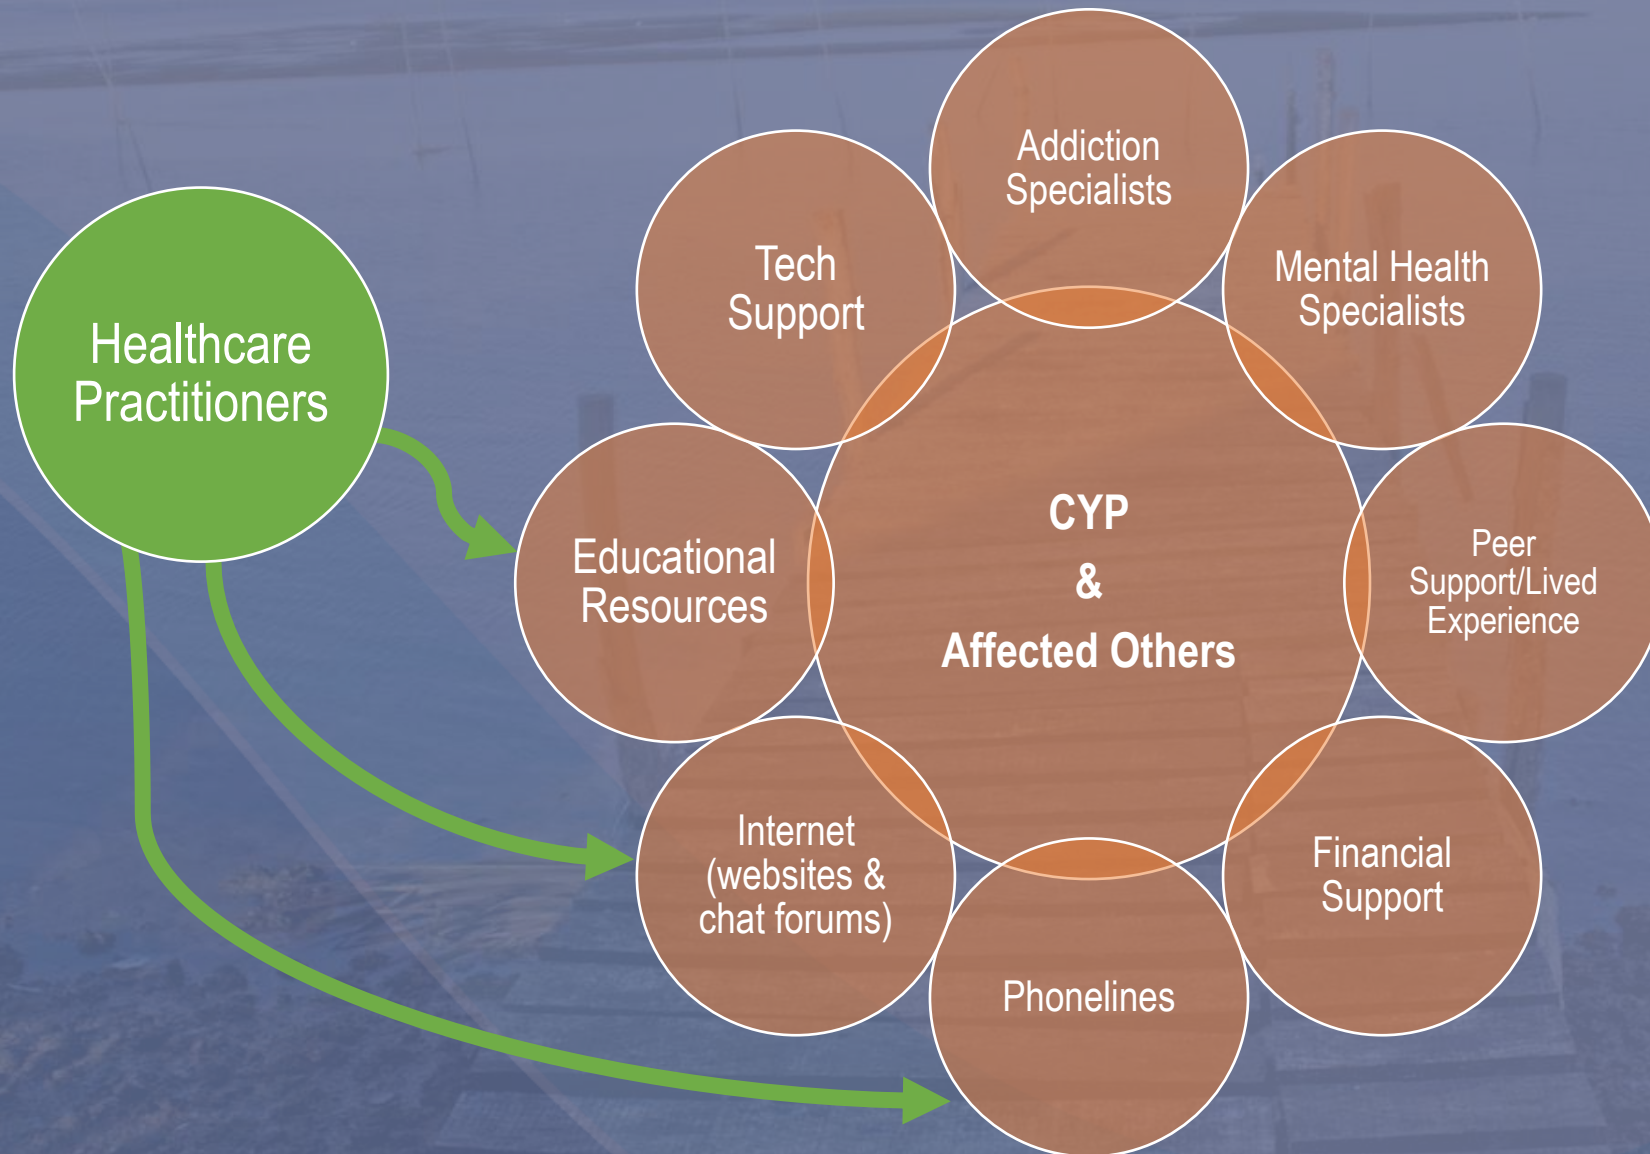 Addiction
Specialists
Tech
Support
Mental Health
Specialists
Healthcare
Practitioners
Educational
Resources
CYP
&
Affected Others
Peer
Support/Lived
Experience
Internet
(websites &
chat forums)
Financial
Support
Phonelines